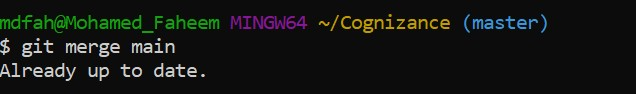 mdfah@Mohamed_Faheem MINGW64 ~/Cognizance (master)
$ git merge main
Already up to date.